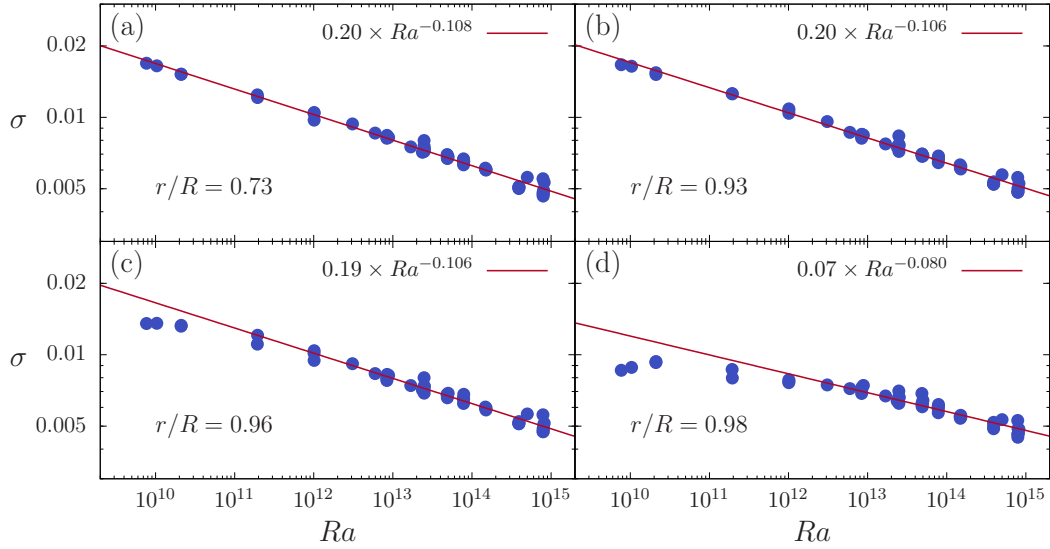 (a) 0.20 × Ra^−0.108
(b) 0.20 × Ra^−0.106
0.02
0.01
0.005
σ
r/R = 0.73
r/R = 0.93
(c) 0.19 × Ra^−0.106
(d) 0.07 × Ra^−0.080
0.02
0.01
0.005
σ
r/R = 0.96
r/R = 0.98
10^10 10^11 10^12 10^13 10^14 10^15
10^10 10^11 10^12 10^13 10^14 10^15
Ra
Ra